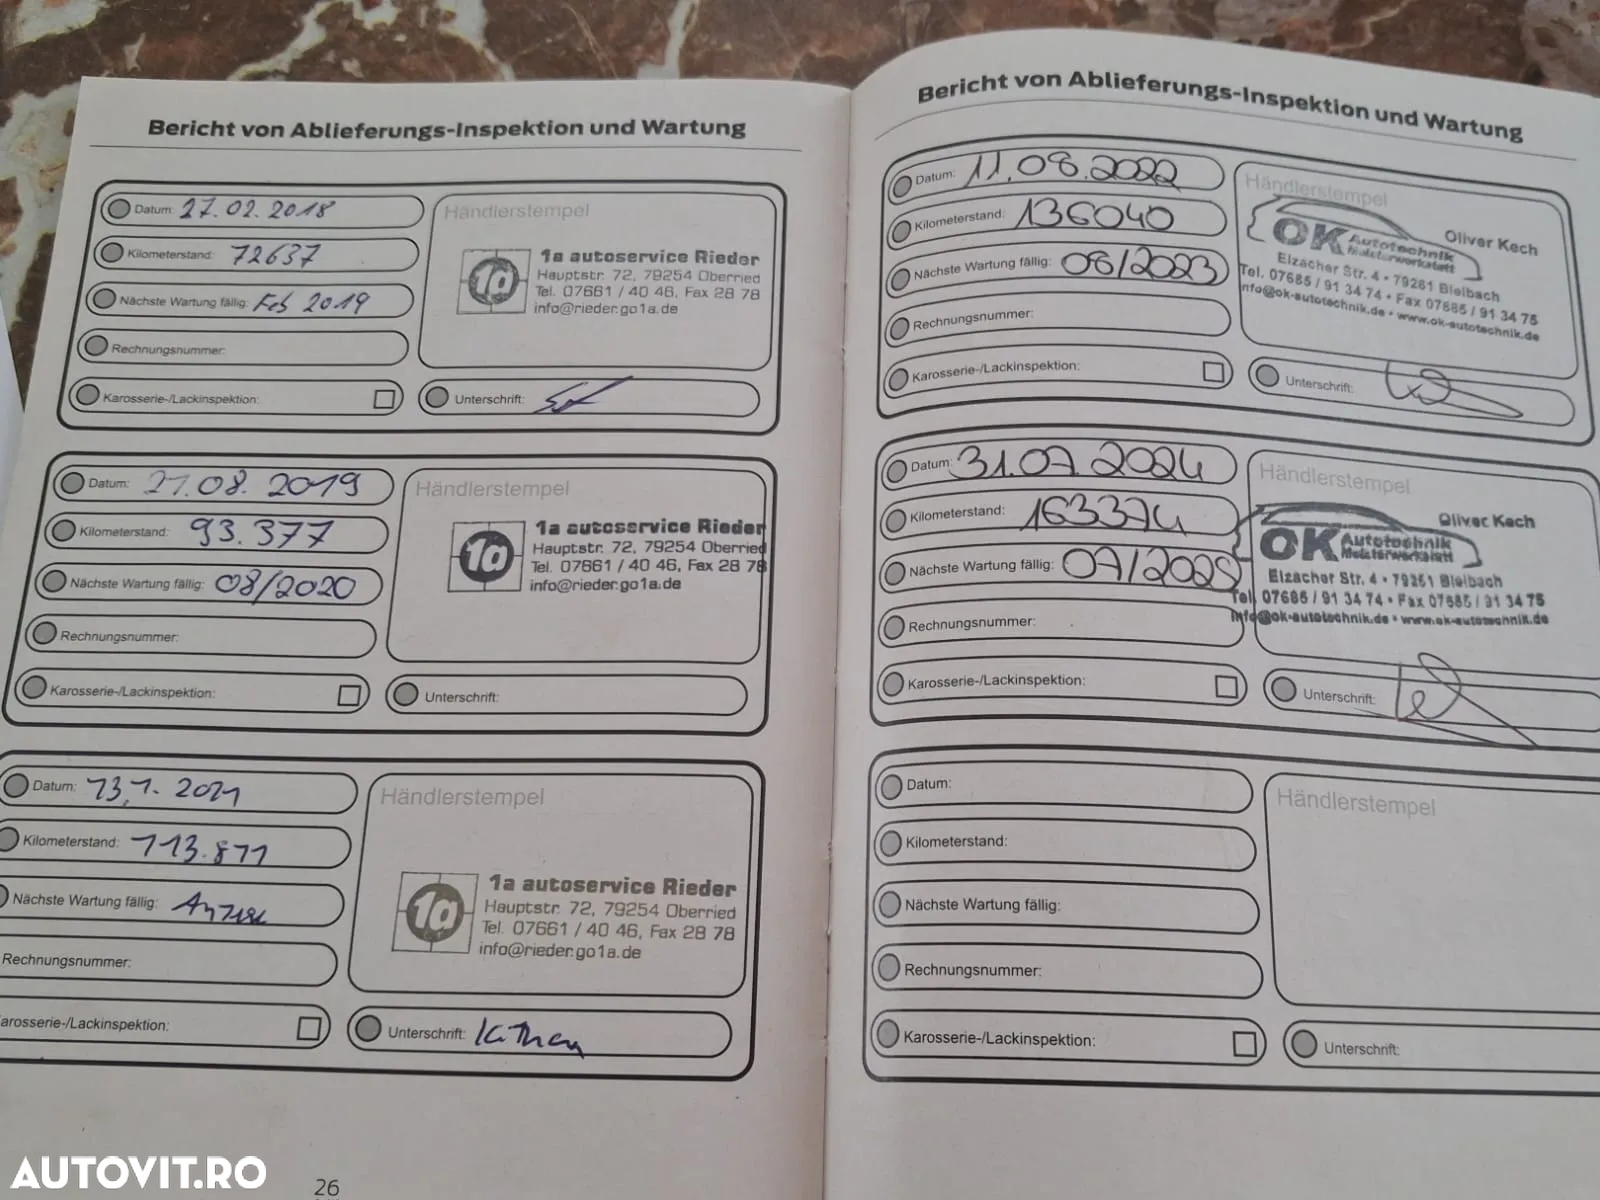 Bericht von Ablieferungs-Inspektion und Wartung
Datum: 27.02.2018
Kilometerstand: 72637
Nächste Wartung fällig: Feb 2019
Rechnungsnummer:
Karosserie-/Lackinspektion:
Händlerstempel
1a
1a autoservice Rieder
Hauptstr. 72, 79254 Oberried
Tel. 07661 / 40 46, Fax 28 78
info@rieder.go1a.de
Unterschrift:
Datum: 21.08. 2019
Kilometerstand: 93.377
Nächste Wartung fällig: 08/2020
Rechnungsnummer:
Karosserie-/Lackinspektion:
Händlerstempel
1a
1a autoservice Rieder
Hauptstr. 72, 79254 Oberried
Tel. 07661 / 40 46, Fax 28 78
info@rieder.go1a.de
Unterschrift:
Datum: 13,1. 2021
Kilometerstand: 113.871
Nächste Wartung fällig:
Rechnungsnummer:
arosserie-/Lackinspektion:
Händlerstempel
1a
1a autoservice Rieder
Hauptstr. 72, 79254 Oberried
Tel. 07661 / 40 46, Fax 28 78
info@rieder.go1a.de
Unterschrift:
26
Bericht von Ablieferungs-Inspektion und Wartung
Datum: 11.08.2022
Kilometerstand: 136040
Nächste Wartung fällig: 08/2023
Rechnungsnummer:
Karosserie-/Lackinspektion:
Händlerstempel
OK Autotechnik Oliver Kech
Meisterwerkstatt
Elzacher Str. 4 • 79261 Bielbach
Tel. 07685 / 91 34 74 • Fax 07685 / 91 34 75
nfo@ok-autotechnik.de • www.ok-autotechnik.de
Unterschrift:
Datum: 31.07.2024
Kilometerstand: 163374
Nächste Wartung fällig: 07/2025
Rechnungsnummer:
Karosserie-/Lackinspektion:
Händlerstempel
OK Autotechnik Oliver Kech
Meisterwerkstatt
Elzacher Str. 4 • 79261 Bielbach
Tel. 07685 / 91 34 74 • Fax 07685 / 91 34 75
info@ok-autotechnik.de • www.ok-autotechnik.de
Unterschrift:
Datum:
Kilometerstand:
Nächste Wartung fällig:
Rechnungsnummer:
Karosserie-/Lackinspektion:
Händlerstempel
Unterschrift:
AUTOVIT.RO